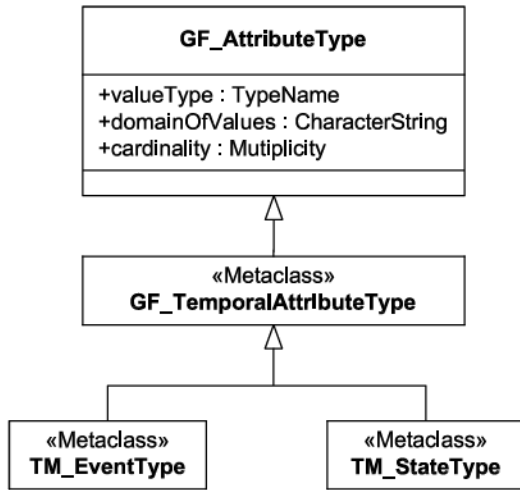 GF_AttributeType
+valueType : TypeName
+domainOfValues : CharacterString
+cardinality : Mutiplicity
«Metaclass»
GF_TemporalAttrIbuteType
«Metaclass»
TM_EventType
«Metaclass»
TM_StateType